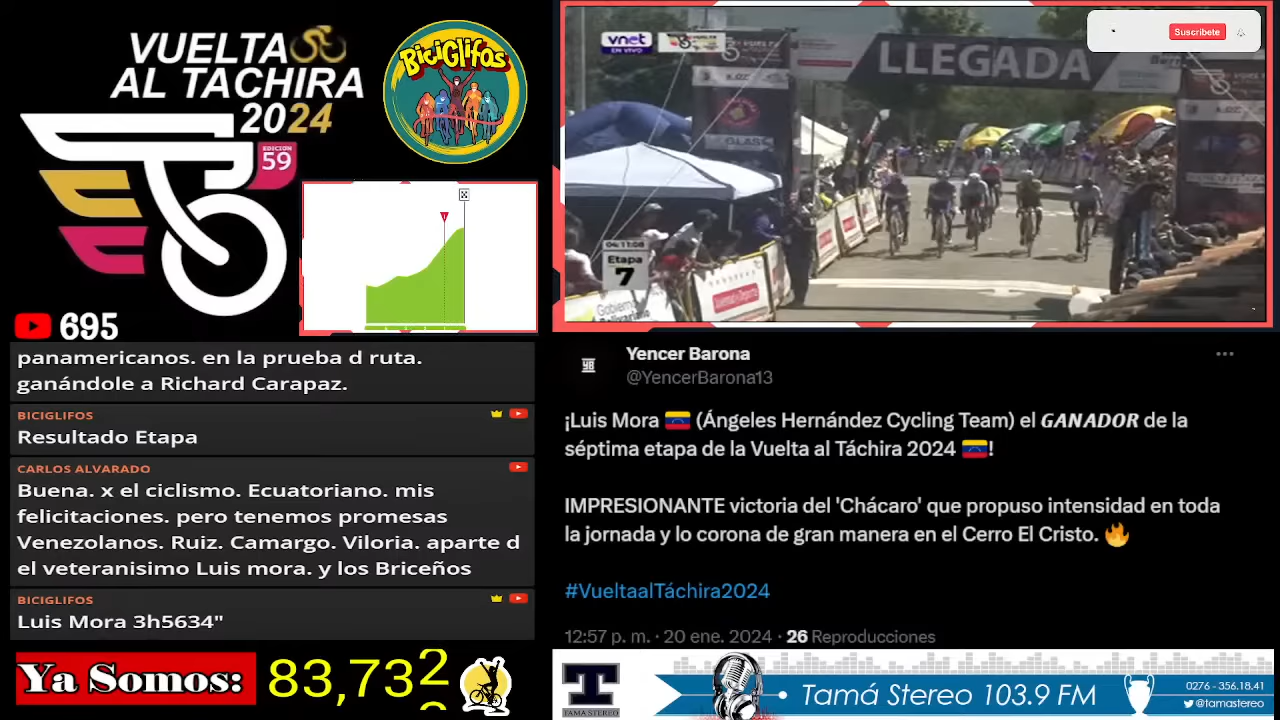 VUELTA
AL TACHIRA
2024
EDICIÓN
59
BiCiGlifos
695
panamericanos. en la prueba d ruta.
ganándole a Richard Carapaz.
BICIGLIFOS
Resultado Etapa
CARLOS ALVARADO
Buena. x el ciclismo. Ecuatoriano. mis
felicitaciones. pero tenemos promesas
Venezolanos. Ruiz. Camargo. Viloria. aparte d
el veteranisimo Luis mora. y los Briceños
BICIGLIFOS
Luis Mora 3h5634"
Ya Somos:
83,732
vnet
EN VIVO
LLEGADA
Suscribete
04:11:08
Etapa
7
Yencer Barona
@YencerBarona13
¡Luis Mora 🇻🇪 (Ángeles Hernández Cycling Team) el GANADOR de la
séptima etapa de la Vuelta al Táchira 2024 🇻🇪!
IMPRESIONANTE victoria del 'Chácaro' que propuso intensidad en toda
la jornada y lo corona de gran manera en el Cerro El Cristo. 🔥
#VueltaalTáchira2024
12:57 p. m. · 20 ene. 2024 · 26 Reproducciones
TAMÁ STEREO
Tamá Stereo 103.9 FM
0276 - 356.18.41
@tamastereo